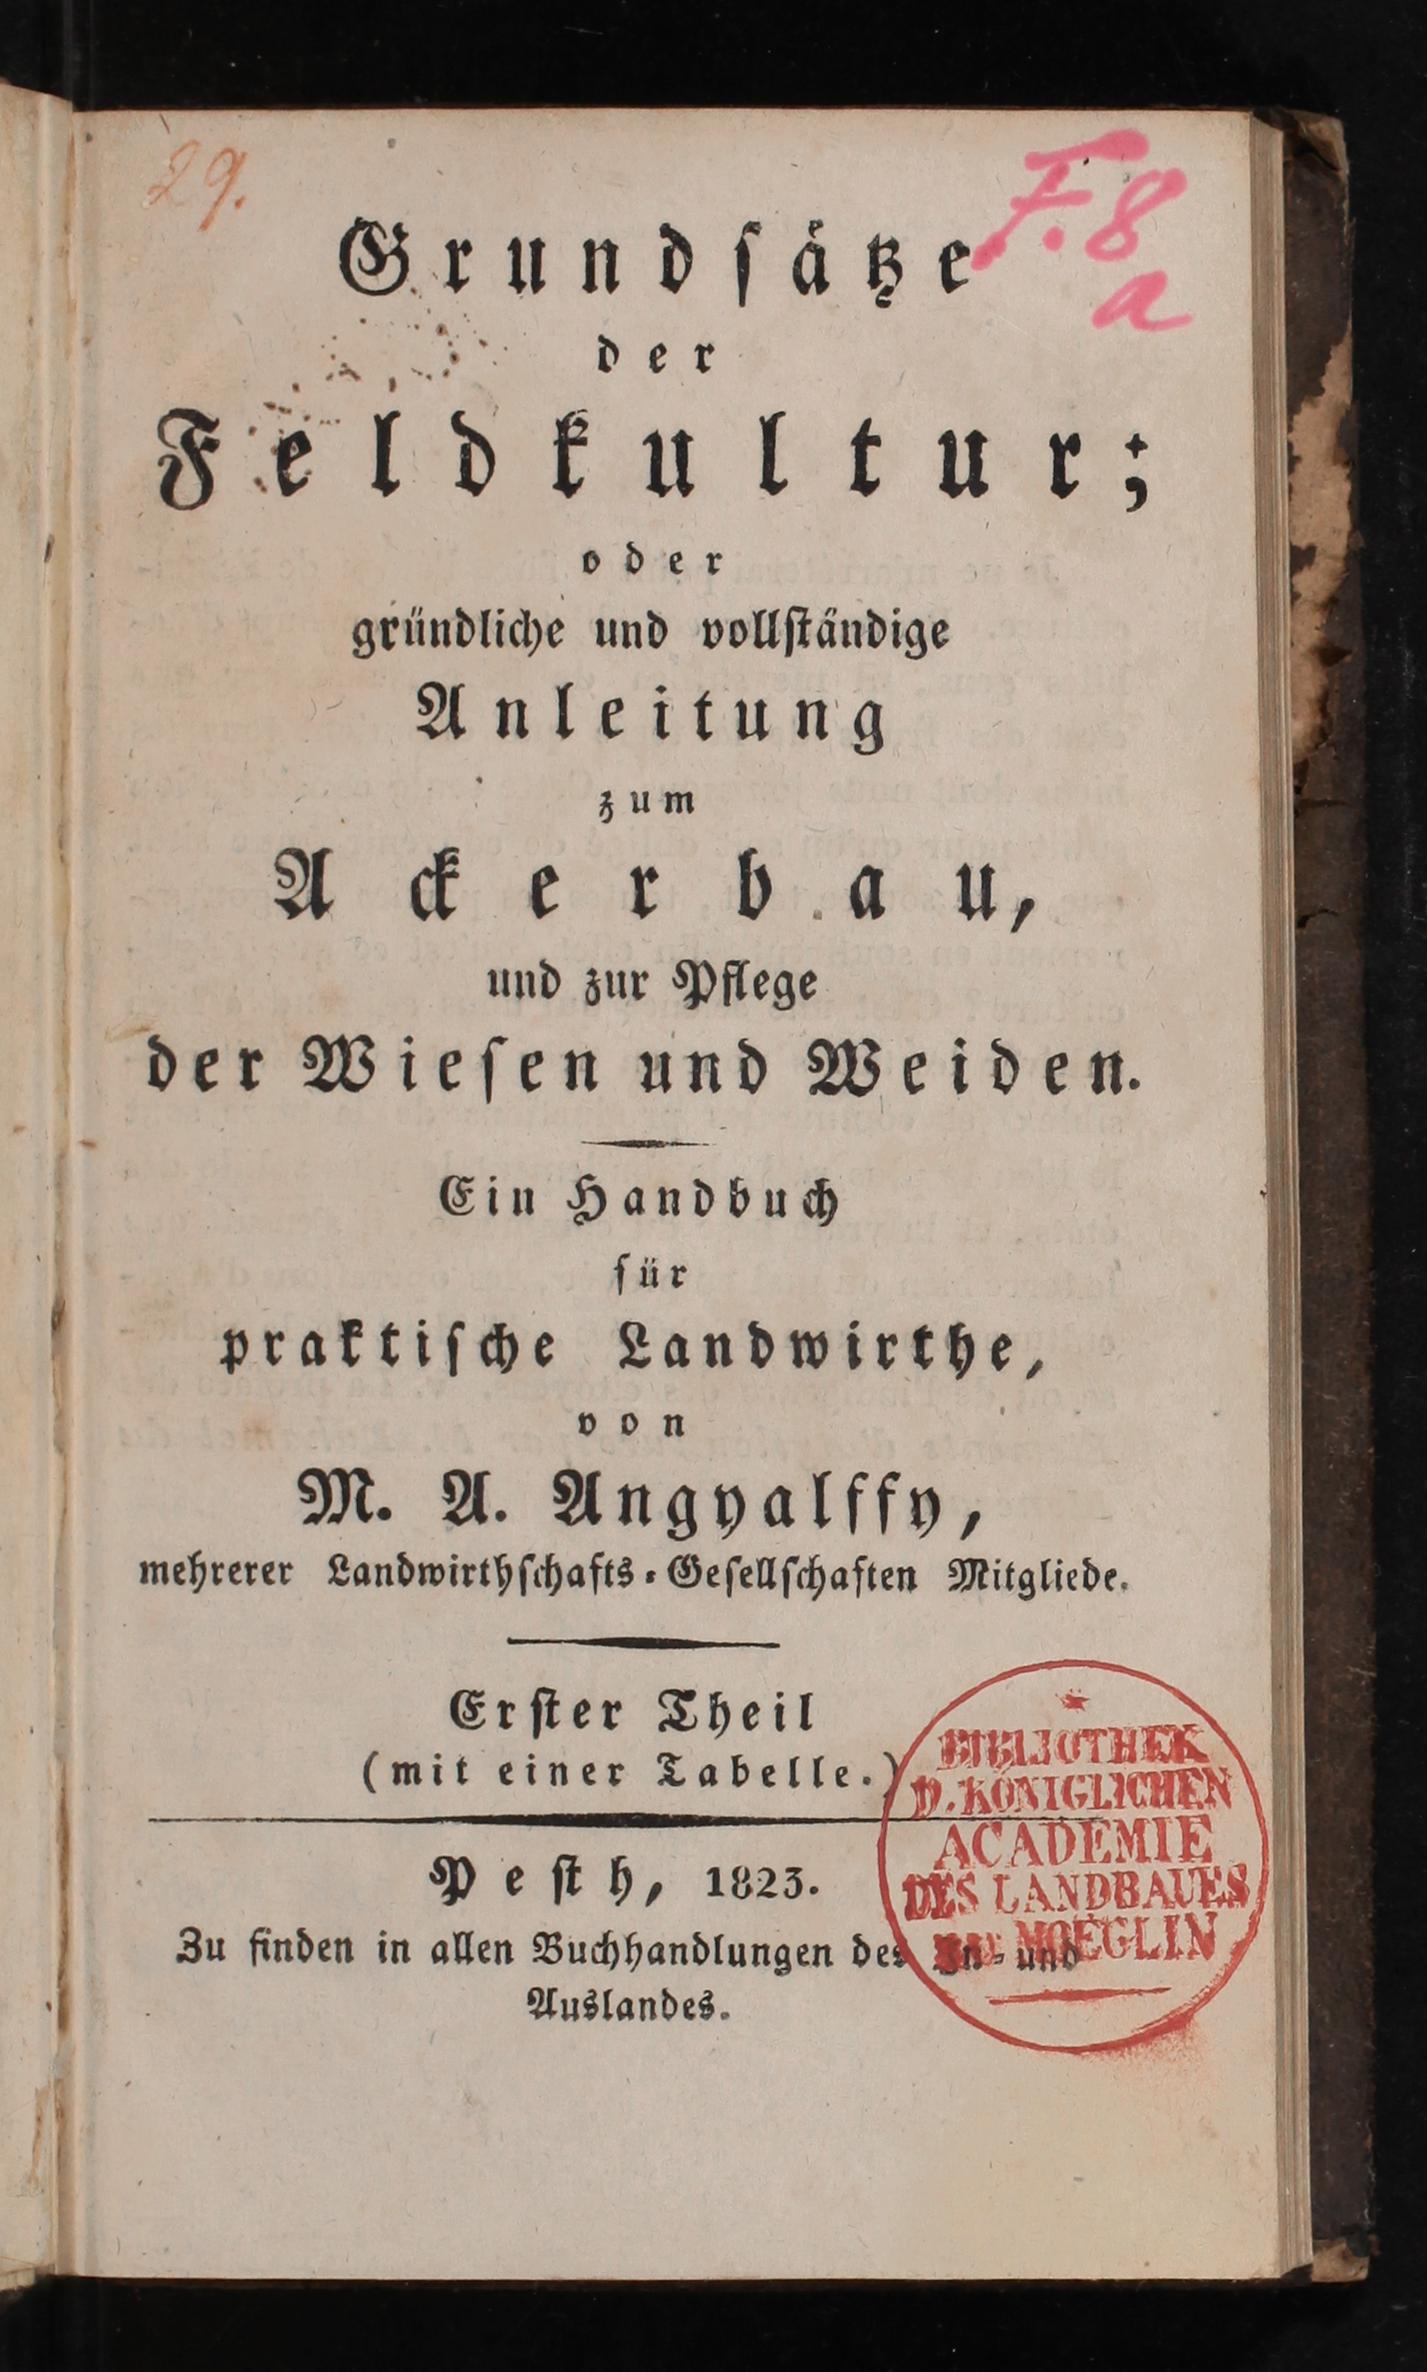 29.
F. 8
a
Grundsätze
der
Feldkultur;
oder
gründliche und vollständige
Anleitung
zum
Ackerbau,
und zur Pflege
der Wiesen und Weiden.
Ein Handbuch
für
praktische Landwirthe,
von
M. A. Angyalffy,
mehrerer Landwirthschafts-Gesellschaften Mitgliede.
Erster Theil
(mit einer Tabelle.)
Pesth, 1823.
Zu finden in allen Buchhandlungen des In- und
Auslandes.
BIBLIOTHEK
D. KÖNIGLICHEN
ACADEMIE
DES LANDBAUES
MOEGLIN